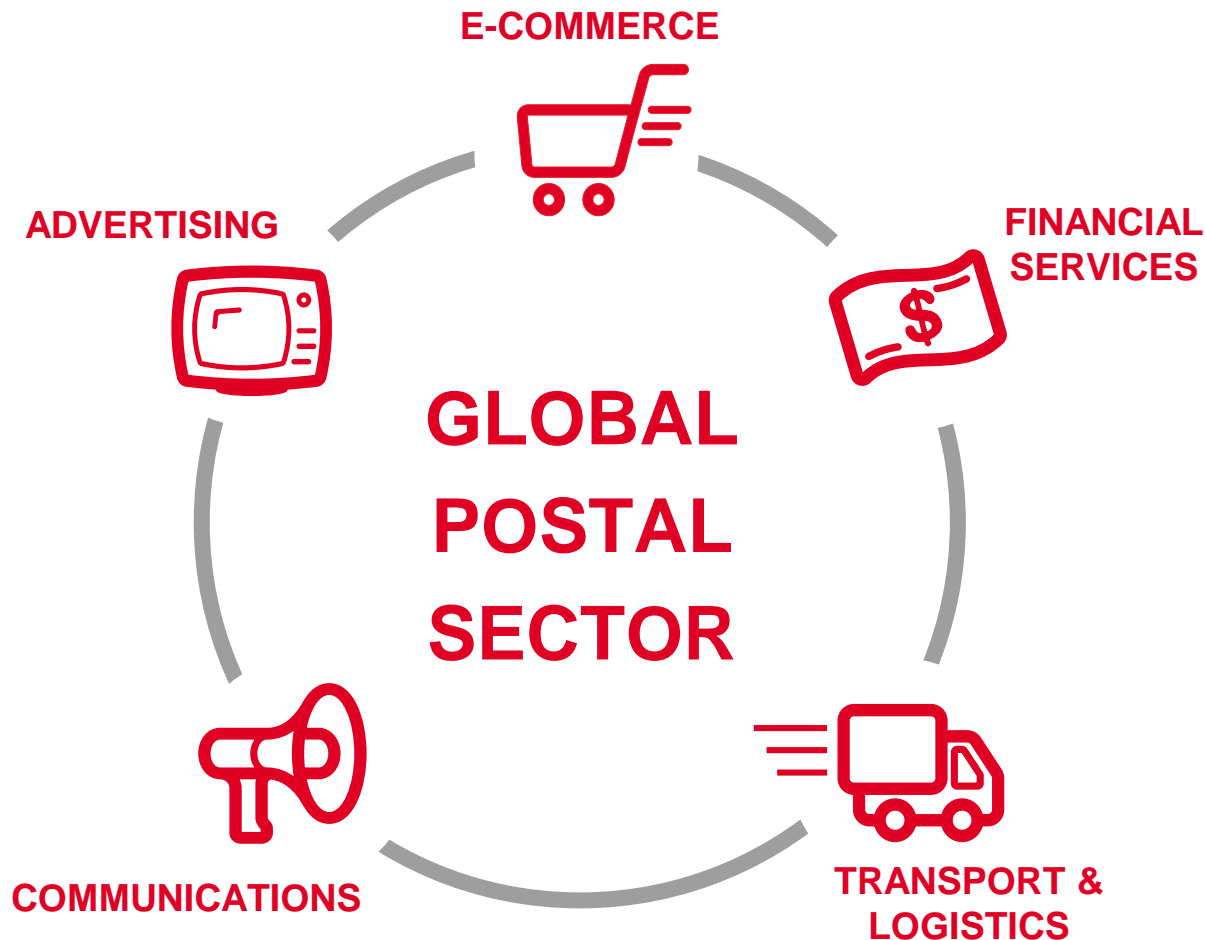 E-COMMERCE
ADVERTISING
FINANCIAL
SERVICES
$
GLOBAL
POSTAL
SECTOR
COMMUNICATIONS
TRANSPORT &
LOGISTICS